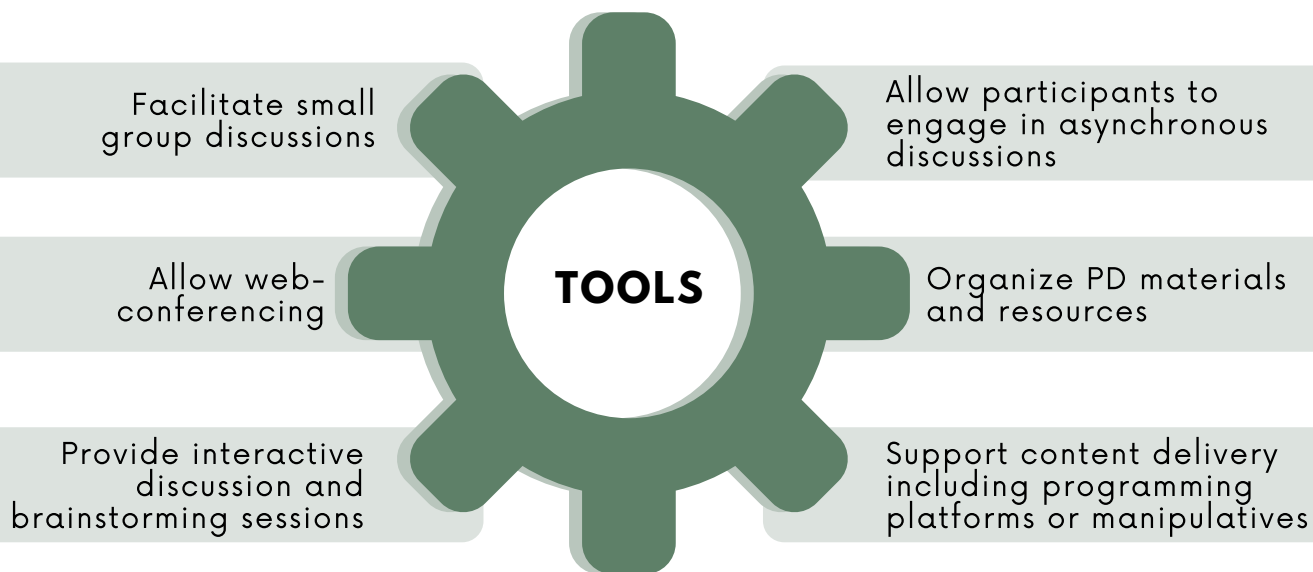 Facilitate small
group discussions
Allow web-
conferencing
Provide interactive
discussion and
brainstorming sessions
TOOLS
Allow participants to
engage in asynchronous
discussions
Organize PD materials
and resources
Support content delivery
including programming
platforms or manipulatives